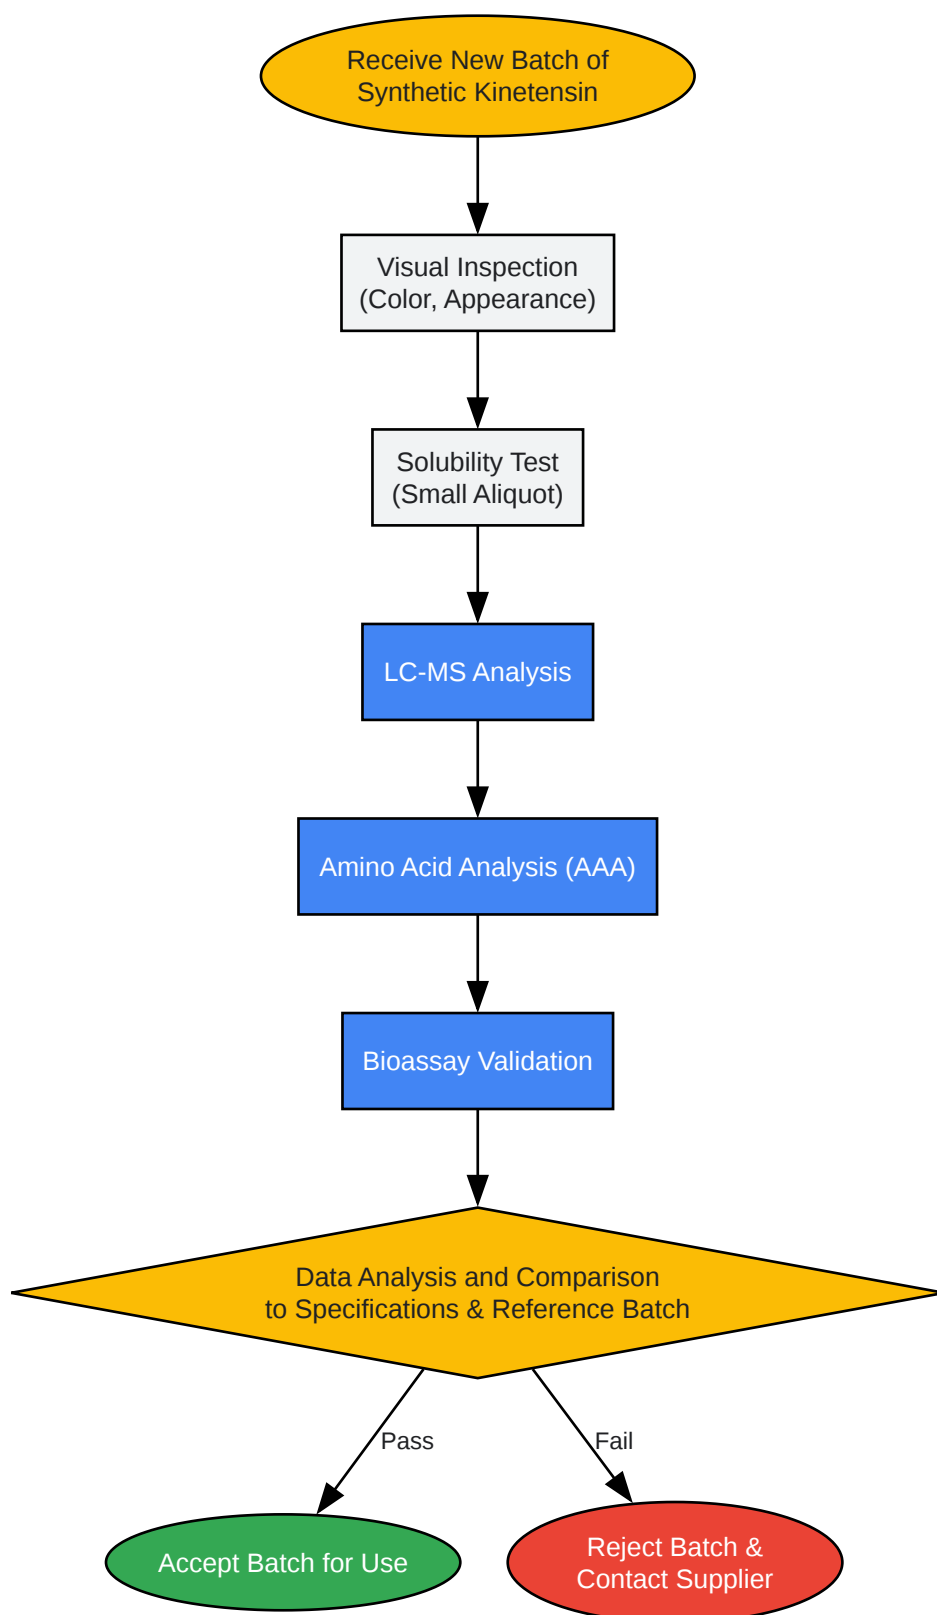 Receive New Batch of
Synthetic Kinetensin
Visual Inspection
(Color, Appearance)
Solubility Test
(Small Aliquot)
LC-MS Analysis
Amino Acid Analysis (AAA)
Bioassay Validation
Data Analysis and Comparison
to Specifications & Reference Batch
Pass
Fail
Accept Batch for Use
Reject Batch &
Contact Supplier